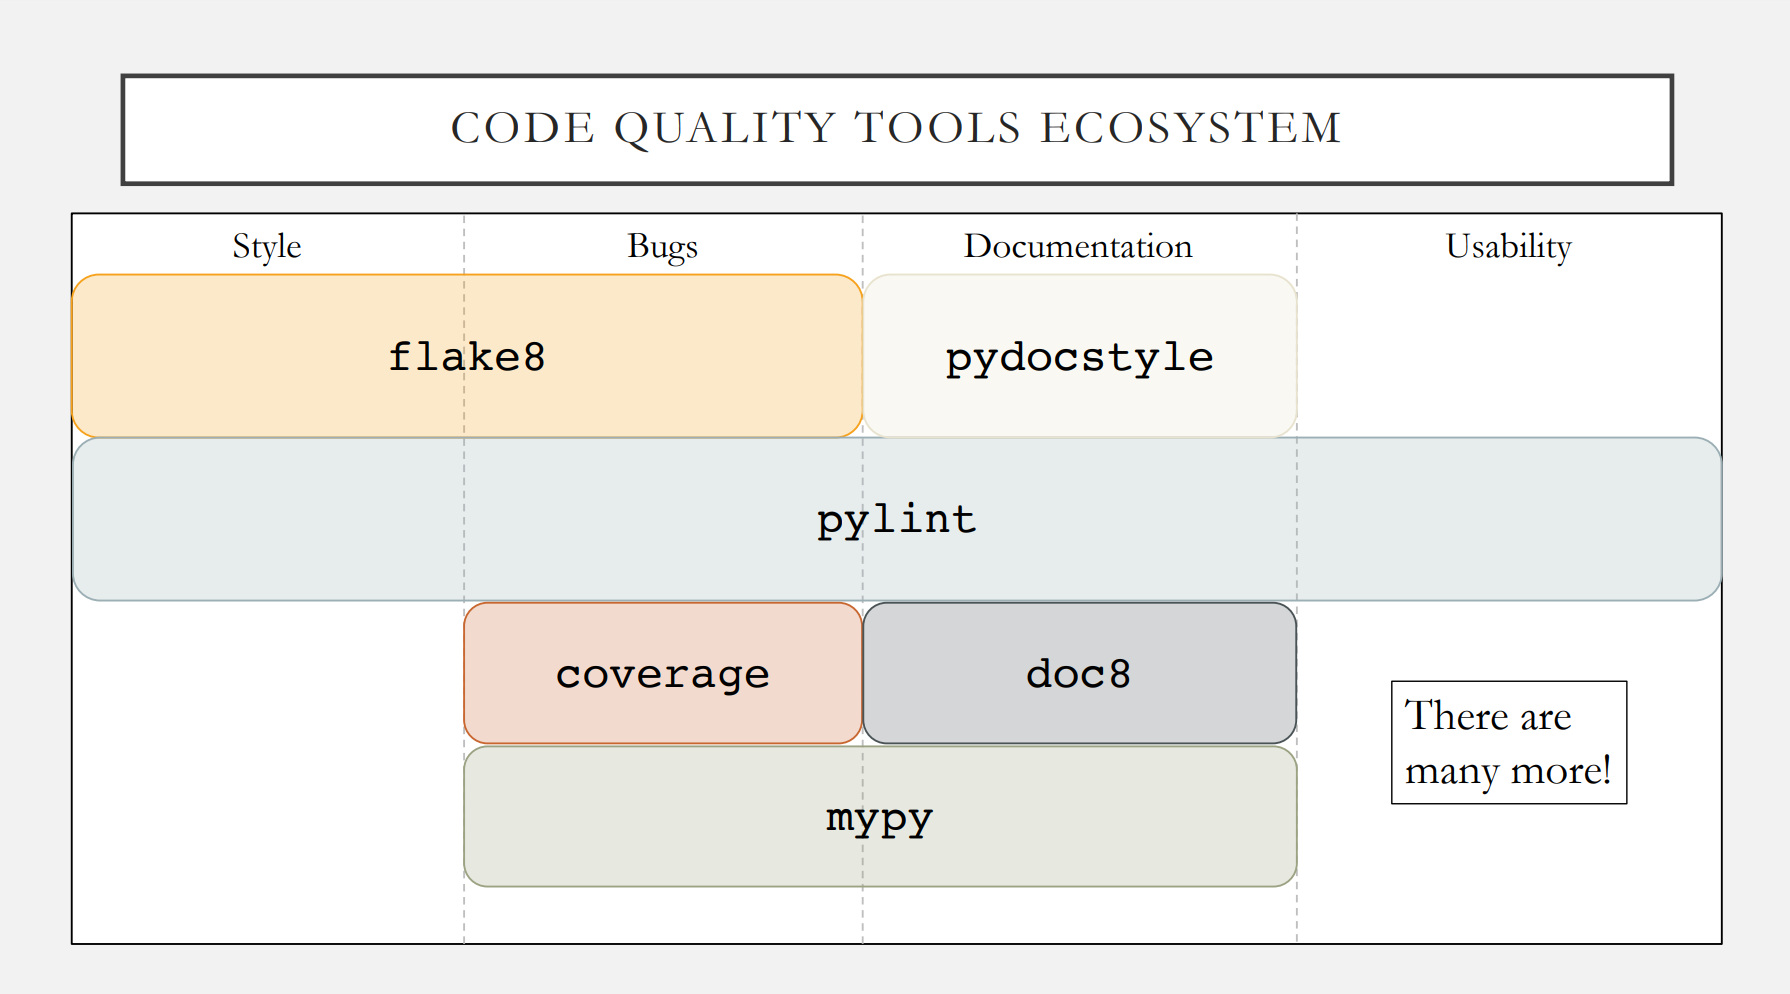 CODE QUALITY TOOLS ECOSYSTEM
Style
Bugs
Documentation
Usability
flake8
pydocstyle
pylint
coverage
doc8
mypy
There are
many more!